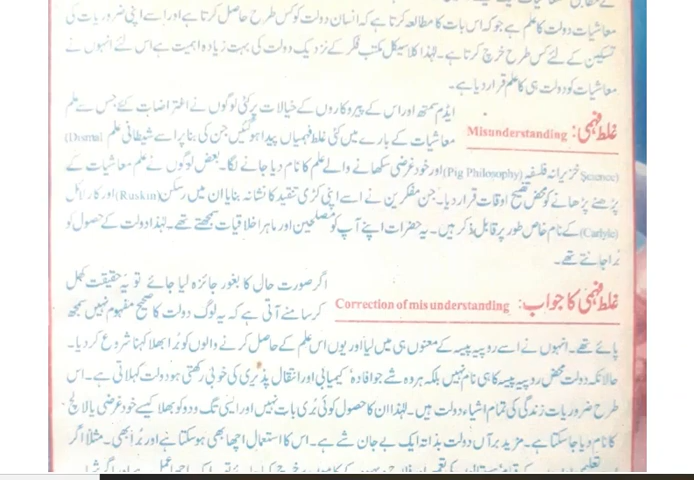 معاشیات دولت کا علم ہے جو کہ اس بات کا مطالعہ کرتا ہے کہ انسان دولت کو کس طرح حاصل کرتا ہے اور اسے اپنی ضروریات کی
تسکین کے لئے کس طرح خرچ کرتا ہے۔ لہٰذا کلاسیکل مکتب فکر کے نزدیک دولت کی بہت زیادہ اہمیت ہے اس لئے انہوں نے
معاشیات کو دولت ہی کا علم قرار دیا ہے۔
غلط فہمی: Misunderstanding ایڈم سمتھ اور اس کے پیروکاروں کے خیالات پر کئی لوگوں نے اعتراضات کئے جس سے علم
معاشیات کے بارے میں کئی غلط فہمیاں پیدا ہو گئیں جن کی بنا پر اسے شیطانی علم (Dismal
Science) خنزیرانہ فلسفہ (Pig Philosophy) اور خود غرضی سکھانے والے علم کا نام دیا جانے لگا۔ بعض لوگوں نے علم معاشیات کے
پڑھنے پڑھانے کو محض تضیع اوقات قرار دیا۔ جن مفکرین نے اسے اپنی کڑی تنقید کا نشانہ بنایا ان میں رسکن (Ruskin) اور کارلائل
(Carlyle) کے نام خاص طور پر قابل ذکر ہیں۔ یہ حضرات اپنے آپ کو مصلحین اور ماہر اخلاقیات سمجھتے تھے۔ لہٰذا دولت کے حصول کو
بُرا جانتے تھے۔
غلط فہمی کا جواب: Correction of mis understanding اگر صورت حال کا بغور جائزہ لیا جائے تو یہ حقیقت کھل
کر سامنے آتی ہے کہ یہ لوگ دولت کا صحیح مفہوم نہیں سمجھ
پائے تھے۔ انہوں نے اسے روپیہ پیسہ کے معنوں ہی میں لیا اور یوں اس علم کے حاصل کرنے والوں کو بُرا بھلا کہنا شروع کر دیا۔
حالانکہ دولت محض روپیہ پیسہ کا ہی نام نہیں بلکہ ہر وہ شے جو افادہ' کمیابی اور انتقال پذیری کی خوبی رکھتی ہو دولت کہلاتی ہے۔ اس
طرح ضروریات زندگی کی تمام اشیاء دولت ہیں۔ لہٰذا ان کا حصول کوئی بُری بات نہیں اور ایسی تگ و دو کو بھلا کیسے خود غرضی یا لالچ
کا نام دیا جا سکتا ہے۔ مزید برآں دولت بذاتہ ایک بے جان شے ہے۔ اس کا استعمال اچھا بھی ہو سکتا ہے اور بُرا بھی۔ مثلاً اگر